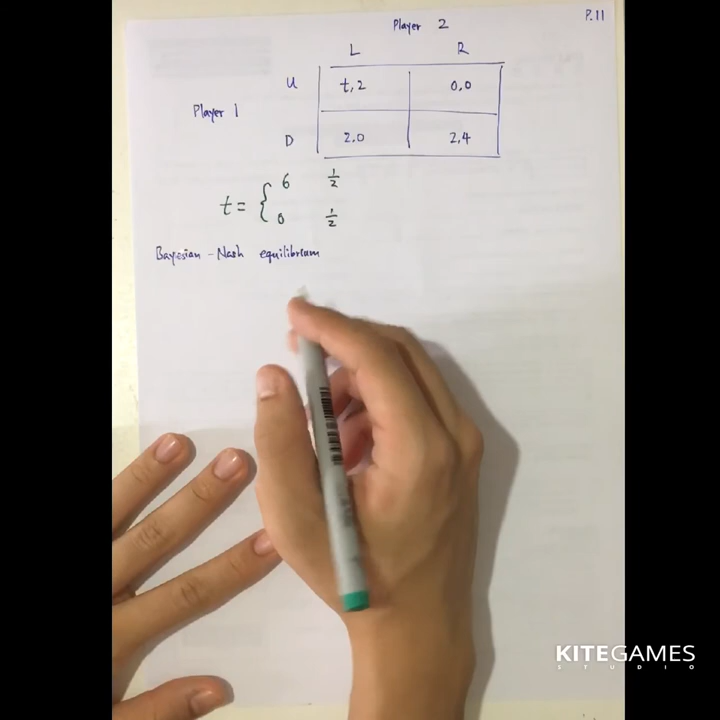 P.11
Player 2
L R
U t,2 0,0
Player 1
D 2,0 2,4
t = { 6 1/2
0 1/2
Bayesian - Nash equilibrium
KITEGAMES
STUDIO